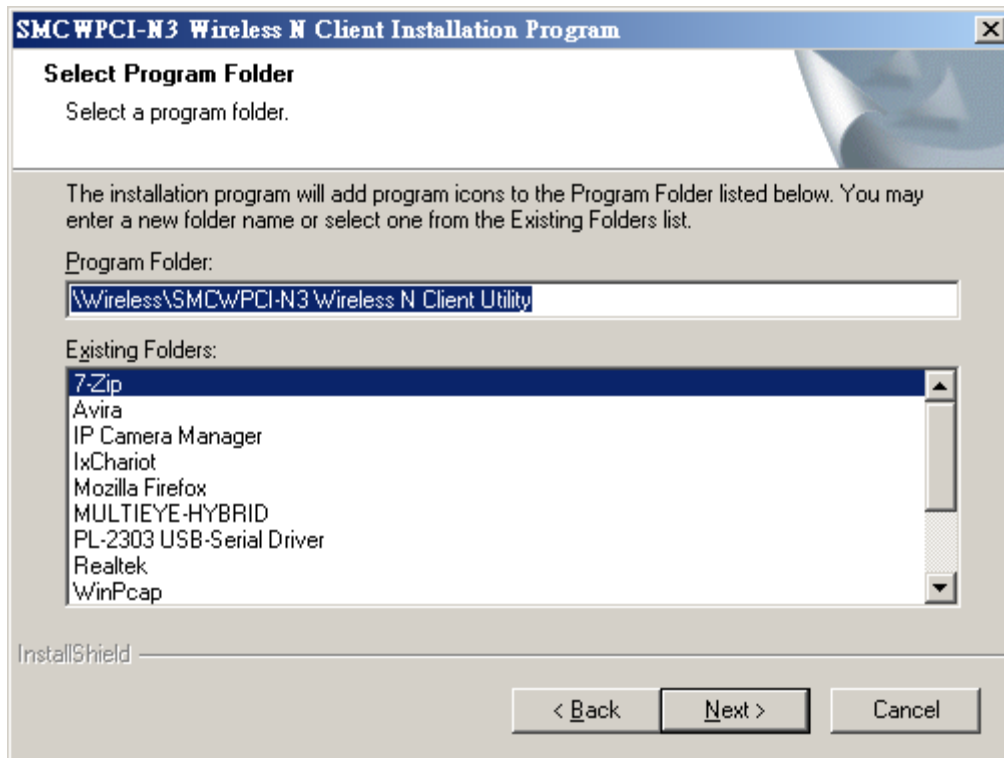 SMCWPCI-N3 Wireless N Client Installation Program
Select Program Folder
Select a program folder.
The installation program will add program icons to the Program Folder listed below. You may
enter a new folder name or select one from the Existing Folders list.
Program Folder:
\Wireless\SMCWPCI-N3 Wireless N Client Utility
Existing Folders:
7-Zip
Avira
IP Camera Manager
IxChariot
Mozilla Firefox
MULTIEYE-HYBRID
PL-2303 USB-Serial Driver
Realtek
WinPcap
InstallShield
< Back
Next >
Cancel